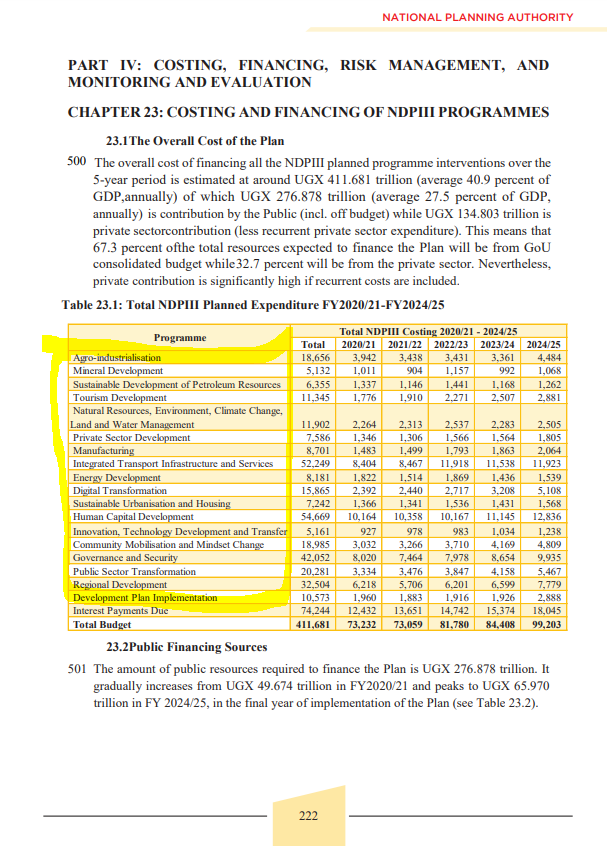 NATIONAL PLANNING AUTHORITY
PART IV: COSTING, FINANCING, RISK MANAGEMENT, AND
MONITORING AND EVALUATION
CHAPTER 23: COSTING AND FINANCING OF NDPIII PROGRAMMES
23.1The Overall Cost of the Plan
500 The overall cost of financing all the NDPIII planned programme interventions over the
5-year period is estimated at around UGX 411.681 trillion (average 40.9 percent of
GDP,annually) of which UGX 276.878 trillion (average 27.5 percent of GDP,
annually) is contribution by the Public (incl. off budget) while UGX 134.803 trillion is
private sectorcontribution (less recurrent private sector expenditure). This means that
67.3 percent ofthe total resources expected to finance the Plan will be from GoU
consolidated budget while32.7 percent will be from the private sector. Nevertheless,
private contribution is significantly high if recurrent costs are included.
Table 23.1: Total NDPIII Planned Expenditure FY2020/21-FY2024/25
Programme Total NDPIII Costing 2020/21 - 2024/25
Total 2020/21 2021/22 2022/23 2023/24 2024/25
Agro-industrialisation 18,656 3,942 3,438 3,431 3,361 4,484
Mineral Development 5,132 1,011 904 1,157 992 1,068
Sustainable Development of Petroleum Resources 6,355 1,337 1,146 1,441 1,168 1,262
Tourism Development 11,345 1,776 1,910 2,271 2,507 2,881
Natural Resources, Environment, Climate Change,
Land and Water Management 11,902 2,264 2,313 2,537 2,283 2,505
Private Sector Development 7,586 1,346 1,306 1,566 1,564 1,805
Manufacturing 8,701 1,483 1,499 1,793 1,863 2,064
Integrated Transport Infrastructure and Services 52,249 8,404 8,467 11,918 11,538 11,923
Energy Development 8,181 1,822 1,514 1,869 1,436 1,539
Digital Transformation 15,865 2,392 2,440 2,717 3,208 5,108
Sustainable Urbanisation and Housing 7,242 1,366 1,341 1,536 1,431 1,568
Human Capital Development 54,669 10,164 10,358 10,167 11,145 12,836
Innovation, Technology Development and Transfer 5,161 927 978 983 1,034 1,238
Community Mobilisation and Mindset Change 18,985 3,032 3,266 3,710 4,169 4,809
Governance and Security 42,052 8,020 7,464 7,978 8,654 9,935
Public Sector Transformation 20,281 3,334 3,476 3,847 4,158 5,467
Regional Development 32,504 6,218 5,706 6,201 6,599 7,779
Development Plan Implementation 10,573 1,960 1,883 1,916 1,926 2,888
Interest Payments Due 74,244 12,432 13,651 14,742 15,374 18,045
Total Budget 411,681 73,232 73,059 81,780 84,408 99,203
23.2Public Financing Sources
501 The amount of public resources required to finance the Plan is UGX 276.878 trillion. It
gradually increases from UGX 49.674 trillion in FY2020/21 and peaks to UGX 65.970
trillion in FY 2024/25, in the final year of implementation of the Plan (see Table 23.2).
222